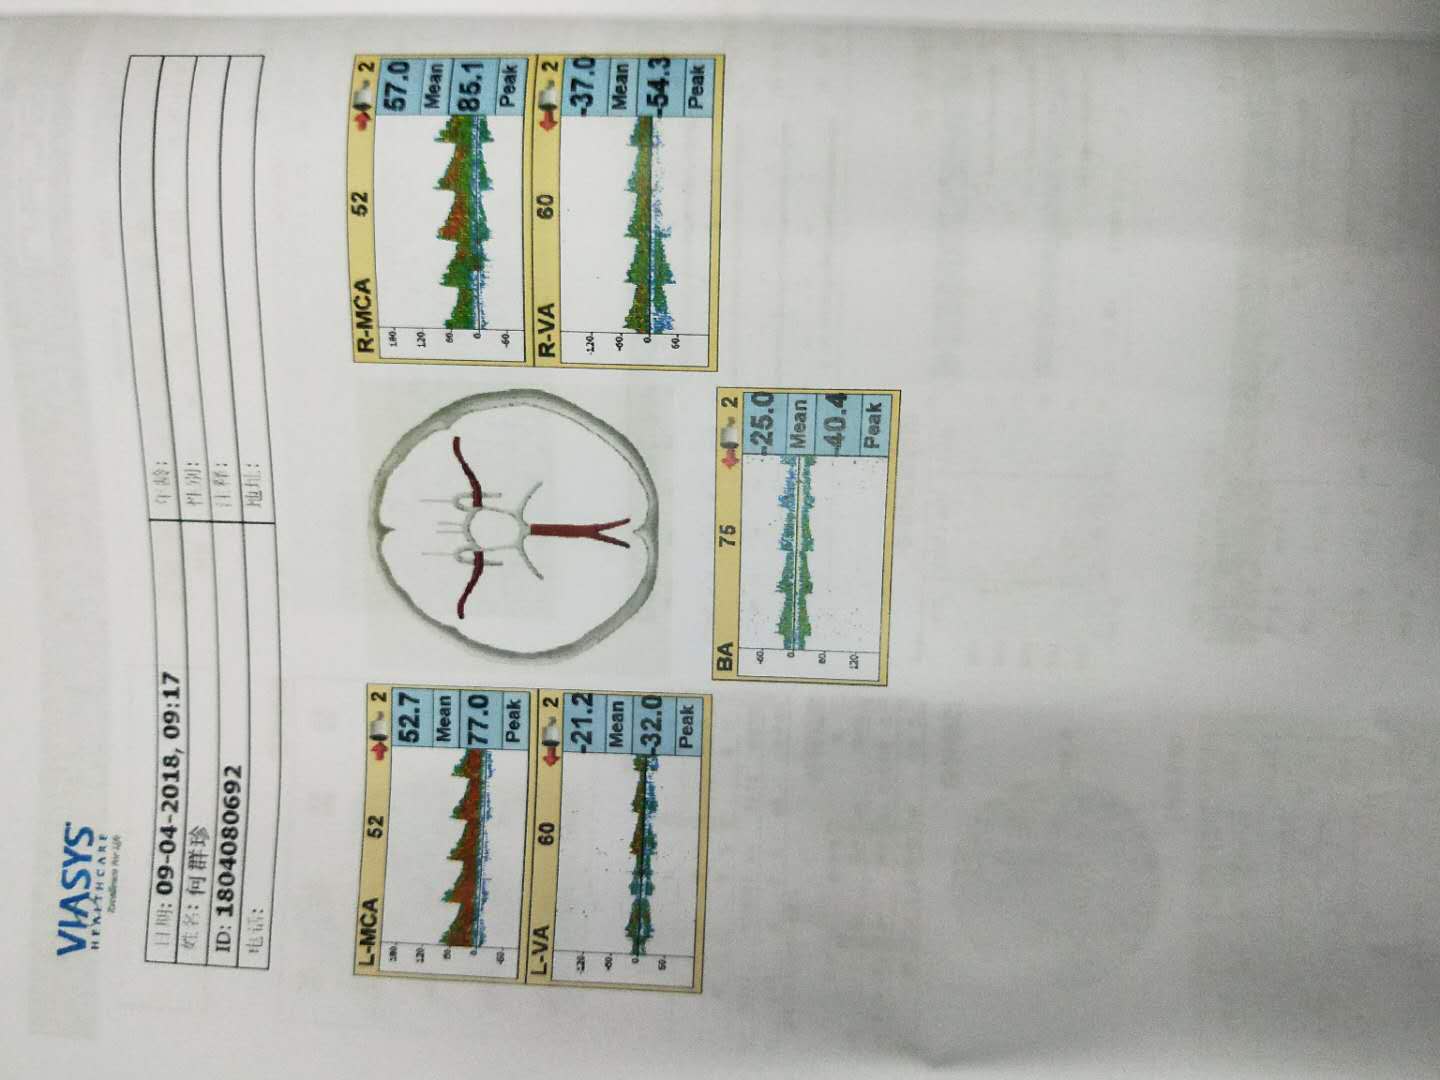 VIASYS
HEALTHCARE
Excellence For Life
日期: 09-04-2018, 09:17
年龄:
姓名: 何群珍
性别:
ID: 1804080692
注释:
电话:
地址:
L-MCA 52 2
180
120
60
0
-60
52.7
Mean
77.0
Peak
R-MCA 52 2
180
120
60
0
-60
57.0
Mean
85.1
Peak
L-VA 60 2
-120
-60
0
60
-21.2
Mean
-32.0
Peak
R-VA 60 2
-120
-60
0
60
-37.0
Mean
-54.3
Peak
BA 75 2
-60
0
60
120
-25.0
Mean
-40.4
Peak